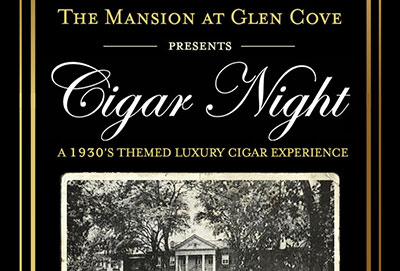 The Mansion at Glen Cove
PRESENTS
Cigar Night
A 1930'S THEMED LUXURY CIGAR EXPERIENCE